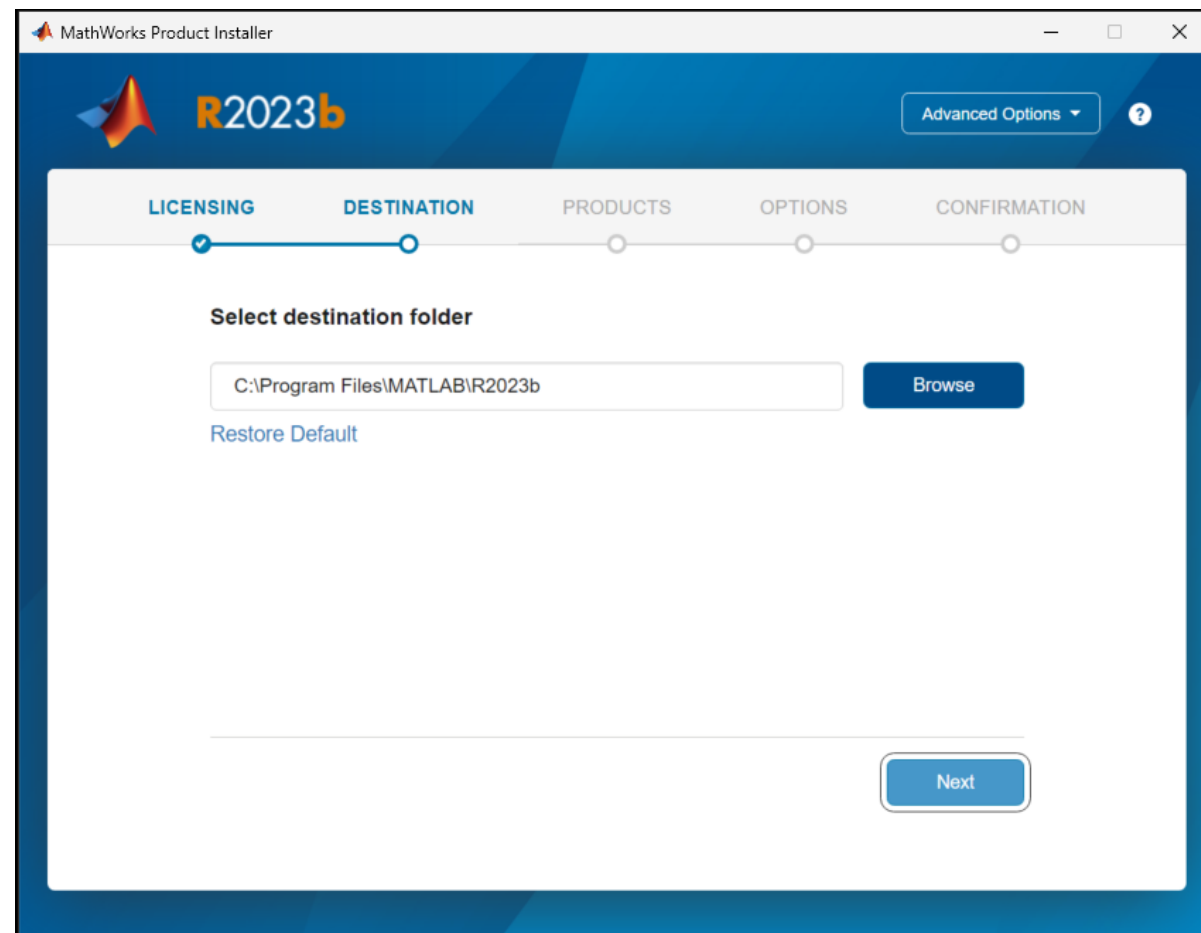 MathWorks Product Installer
R2023b
Advanced Options
?
LICENSING DESTINATION PRODUCTS OPTIONS CONFIRMATION
Select destination folder
C:\Program Files\MATLAB\R2023b
Browse
Restore Default
Next